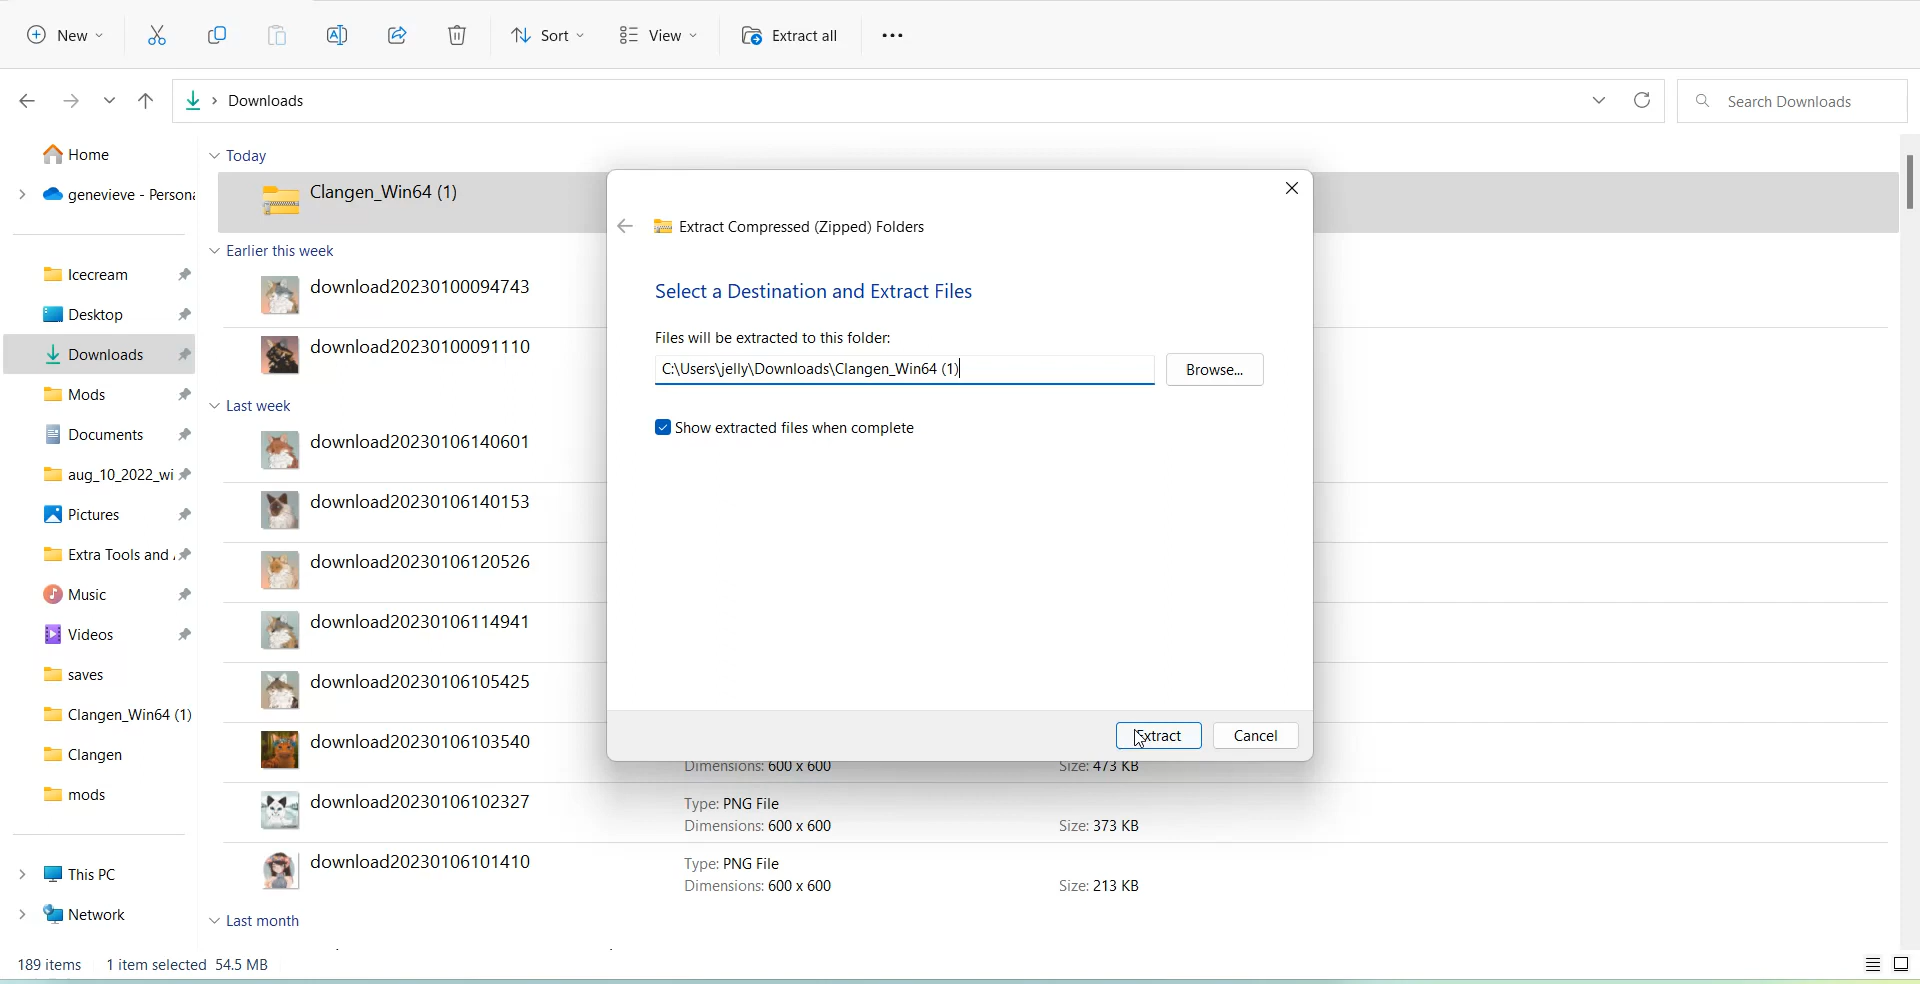 New
Sort
View
Extract all
Downloads
Search Downloads
Home
genevieve - Persona
Icecream
Desktop
Downloads
Mods
Documents
aug_10_2022_wi
Pictures
Extra Tools and
Music
Videos
saves
Clangen_Win64 (1)
Clangen
mods
This PC
Network
Today
Clangen_Win64 (1)
Earlier this week
download20230100094743
download20230100091110
Last week
download20230106140601
download20230106140153
download20230106120526
download20230106114941
download20230106105425
download20230106103540
Dimensions: 600 x 600
Size: 473 KB
download20230106102327
Type: PNG File
Dimensions: 600 x 600
Size: 373 KB
download20230106101410
Type: PNG File
Dimensions: 600 x 600
Size: 213 KB
Last month
Extract Compressed (Zipped) Folders
Select a Destination and Extract Files
Files will be extracted to this folder:
C:\Users\jelly\Downloads\Clangen_Win64 (1)
Browse...
Show extracted files when complete
Extract
Cancel
189 items
1 item selected 54.5 MB